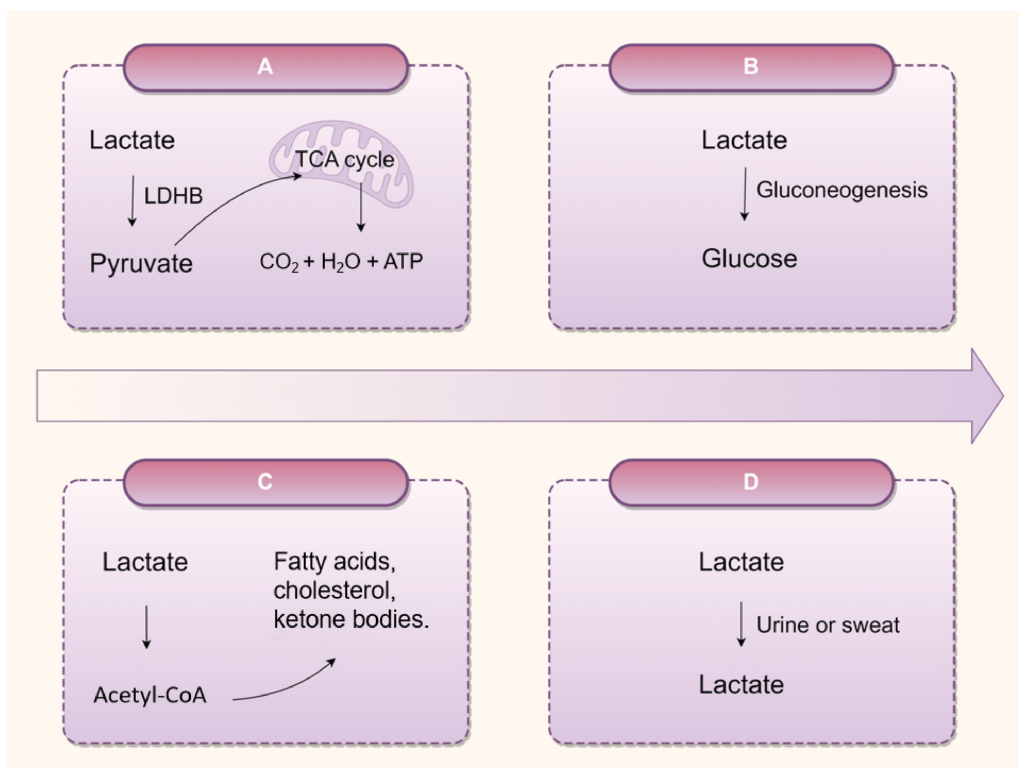 A
Lactate
LDHB
Pyruvate
TCA cycle
CO₂ + H₂O + ATP
B
Lactate
Gluconeogenesis
Glucose
C
Lactate
Acetyl-CoA
Fatty acids,
cholesterol,
ketone bodies.
D
Lactate
Urine or sweat
Lactate